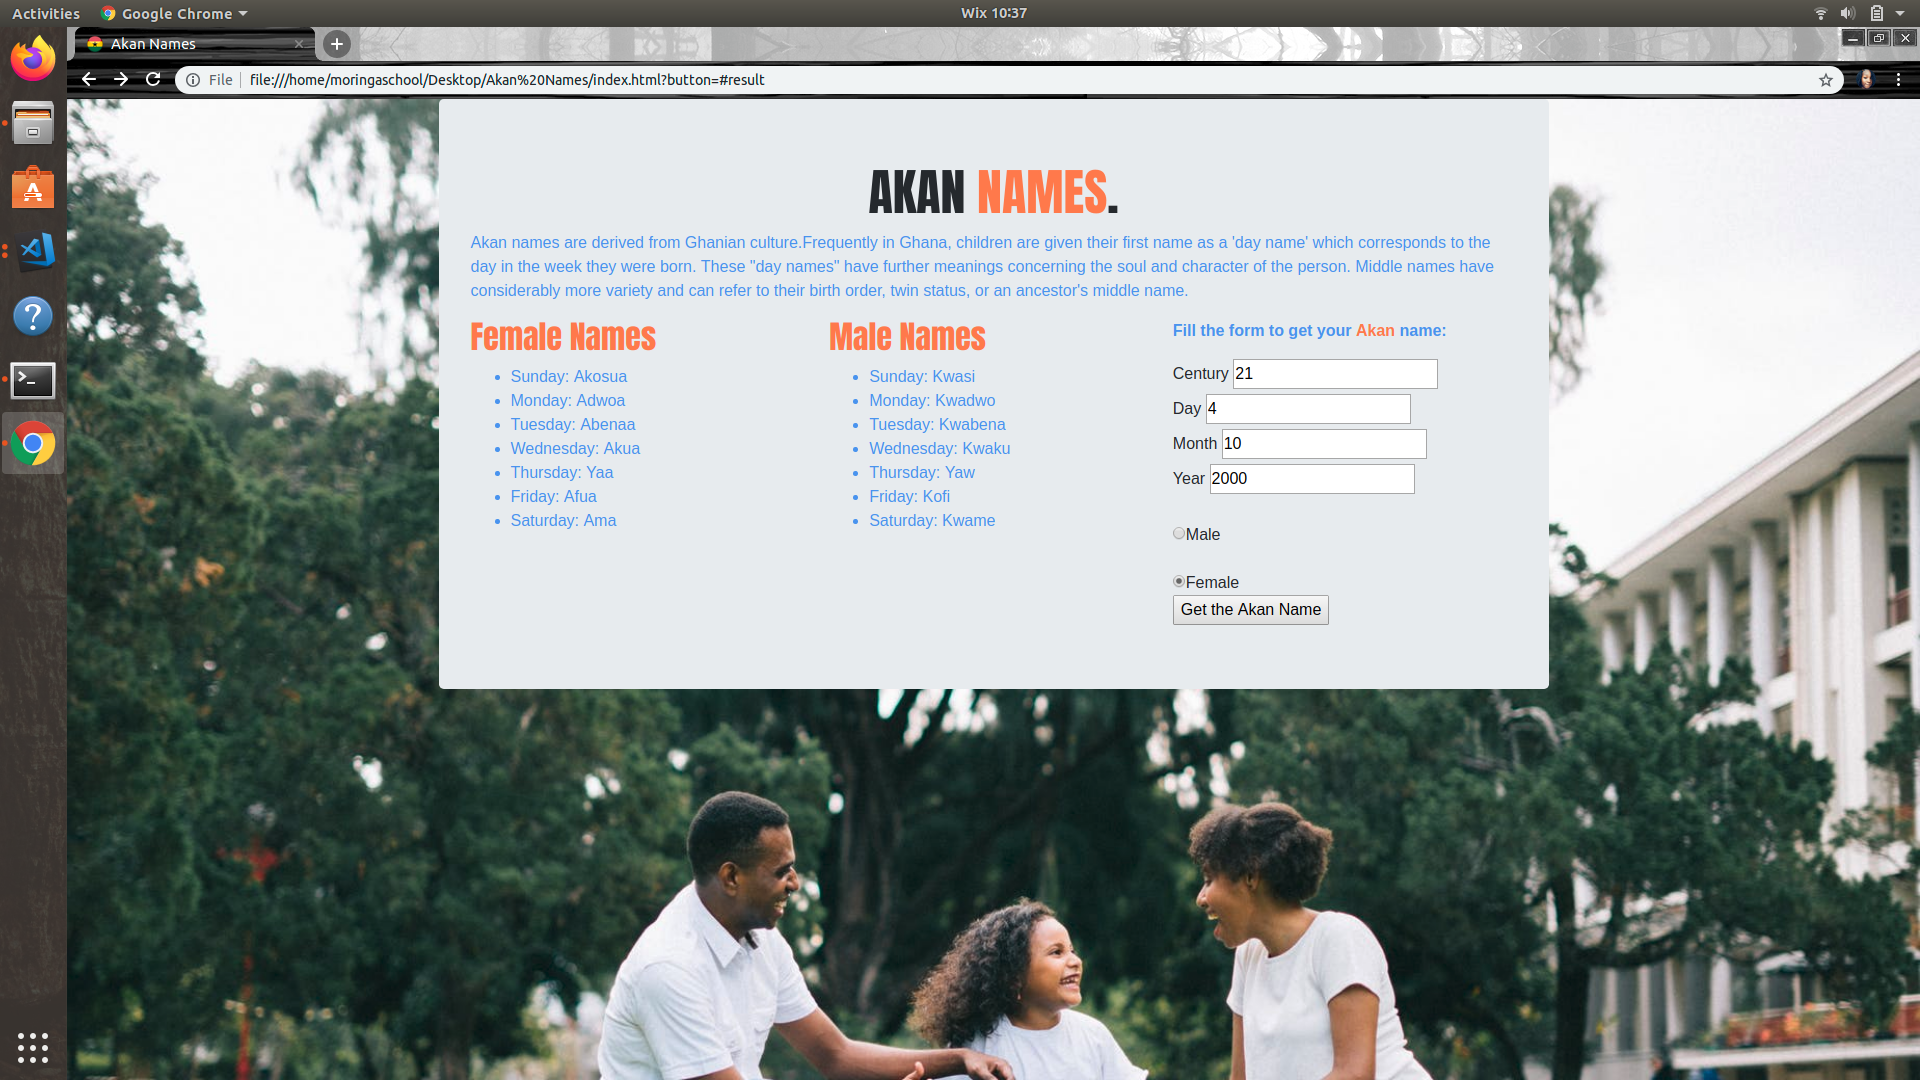 Activities
Google Chrome
Wix 10:37
Akan Names
File
file:///home/moringaschool/Desktop/Akan%20Names/index.html?button=#result
AKAN NAMES.
Akan names are derived from Ghanian culture.Frequently in Ghana, children are given their first name as a 'day name' which corresponds to the
day in the week they were born. These "day names" have further meanings concerning the soul and character of the person. Middle names have
considerably more variety and can refer to their birth order, twin status, or an ancestor's middle name.
Female Names
Sunday: Akosua
Monday: Adwoa
Tuesday: Abenaa
Wednesday: Akua
Thursday: Yaa
Friday: Afua
Saturday: Ama
Male Names
Sunday: Kwasi
Monday: Kwadwo
Tuesday: Kwabena
Wednesday: Kwaku
Thursday: Yaw
Friday: Kofi
Saturday: Kwame
Fill the form to get your Akan name:
Century 21
Day 4
Month 10
Year 2000
Male
Female
Get the Akan Name